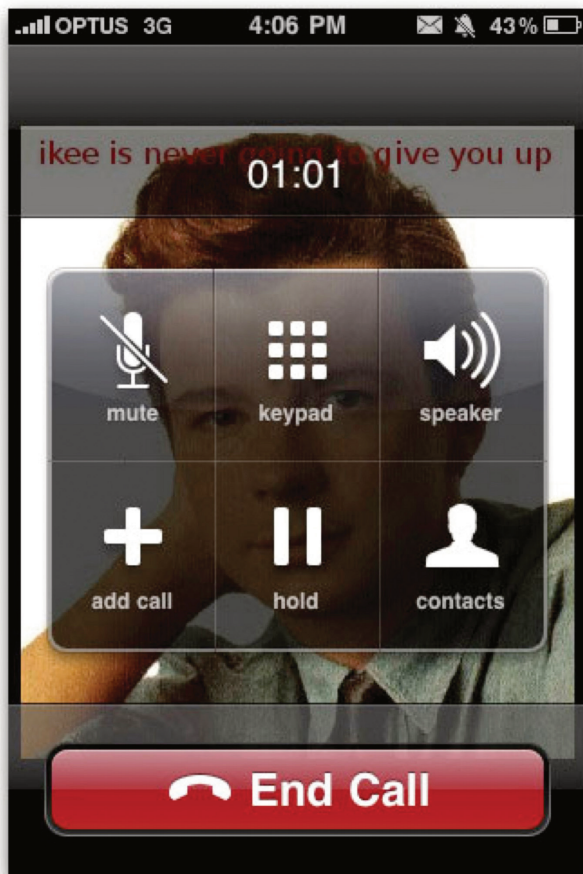 OPTUS 3G 4:06 PM 43%
ikee is never going to give you up
01:01
mute keypad speaker
add call hold contacts
End Call